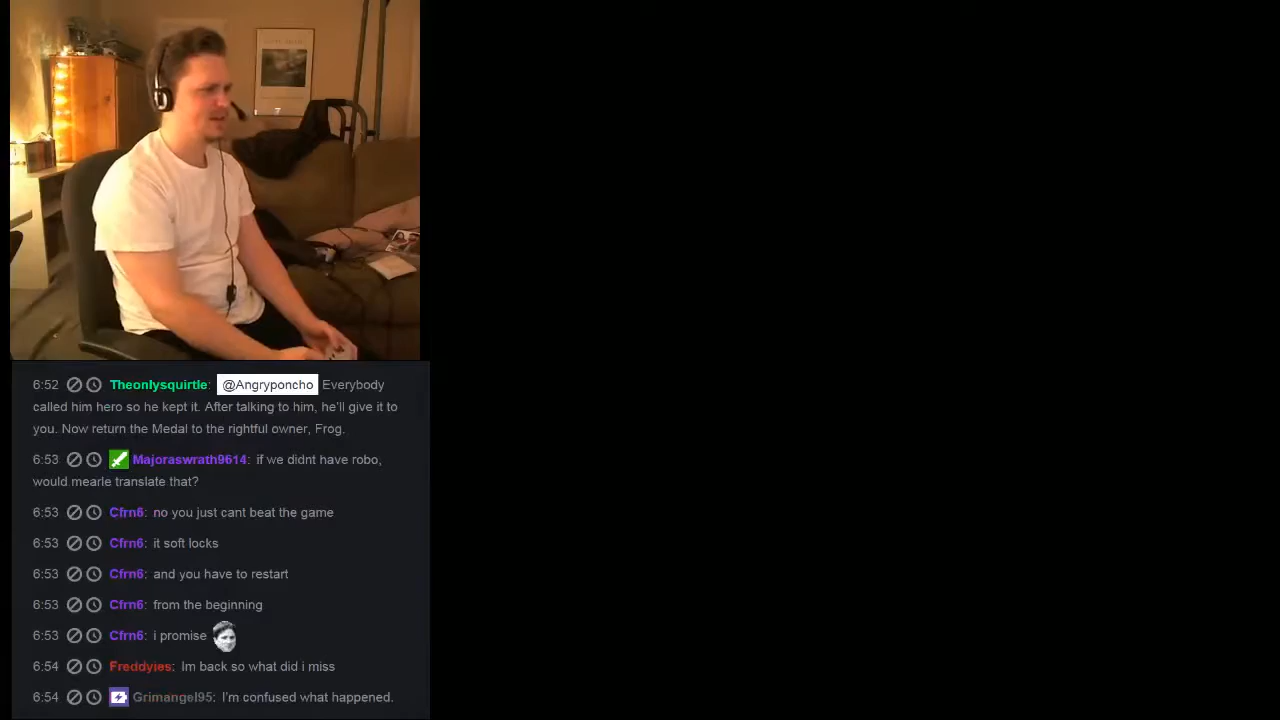 6:52 Theonlysquirtle: @Angryponcho Everybody
called him hero so he kept it. After talking to him, he'll give it to
you. Now return the Medal to the rightful owner, Frog.
6:53 Majoraswrath9614: if we didnt have robo,
would mearle translate that?
6:53 Cfrn6: no you just cant beat the game
6:53 Cfrn6: it soft locks
6:53 Cfrn6: and you have to restart
6:53 Cfrn6: from the beginning
6:53 Cfrn6: i promise
6:54 Freddyies: Im back so what did i miss
6:54 Grimangel95: I'm confused what happened.